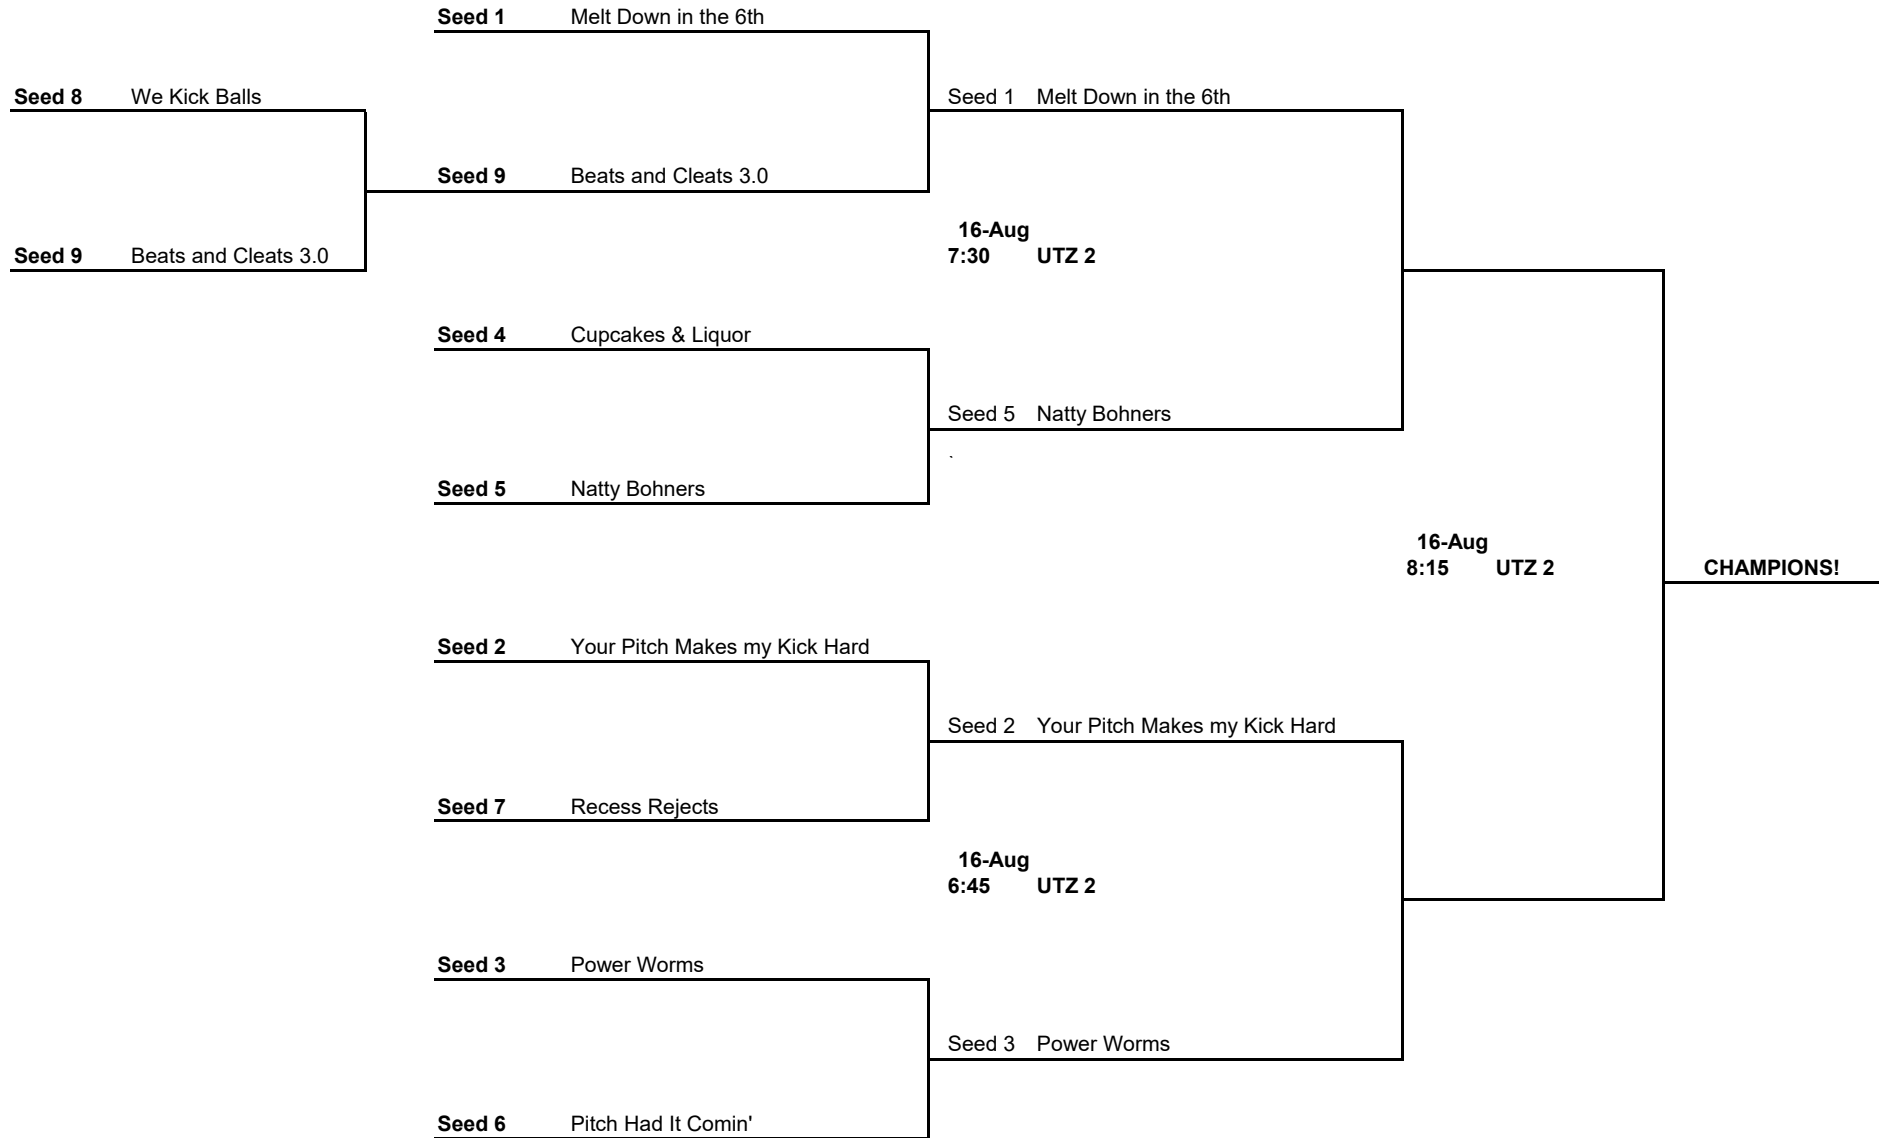 Seed 1 Melt Down in the 6th
Seed 8 We Kick Balls
Seed 1 Melt Down in the 6th
Seed 9 Beats and Cleats 3.0
16-Aug
Seed 9 Beats and Cleats 3.0
7:30 UTZ 2
Seed 4 Cupcakes & Liquor
Seed 5 Natty Bohners
`
Seed 5 Natty Bohners
16-Aug
8:15 UTZ 2
CHAMPIONS!
Seed 2 Your Pitch Makes my Kick Hard
Seed 2 Your Pitch Makes my Kick Hard
Seed 7 Recess Rejects
16-Aug
6:45 UTZ 2
Seed 3 Power Worms
Seed 3 Power Worms
Seed 6 Pitch Had It Comin'